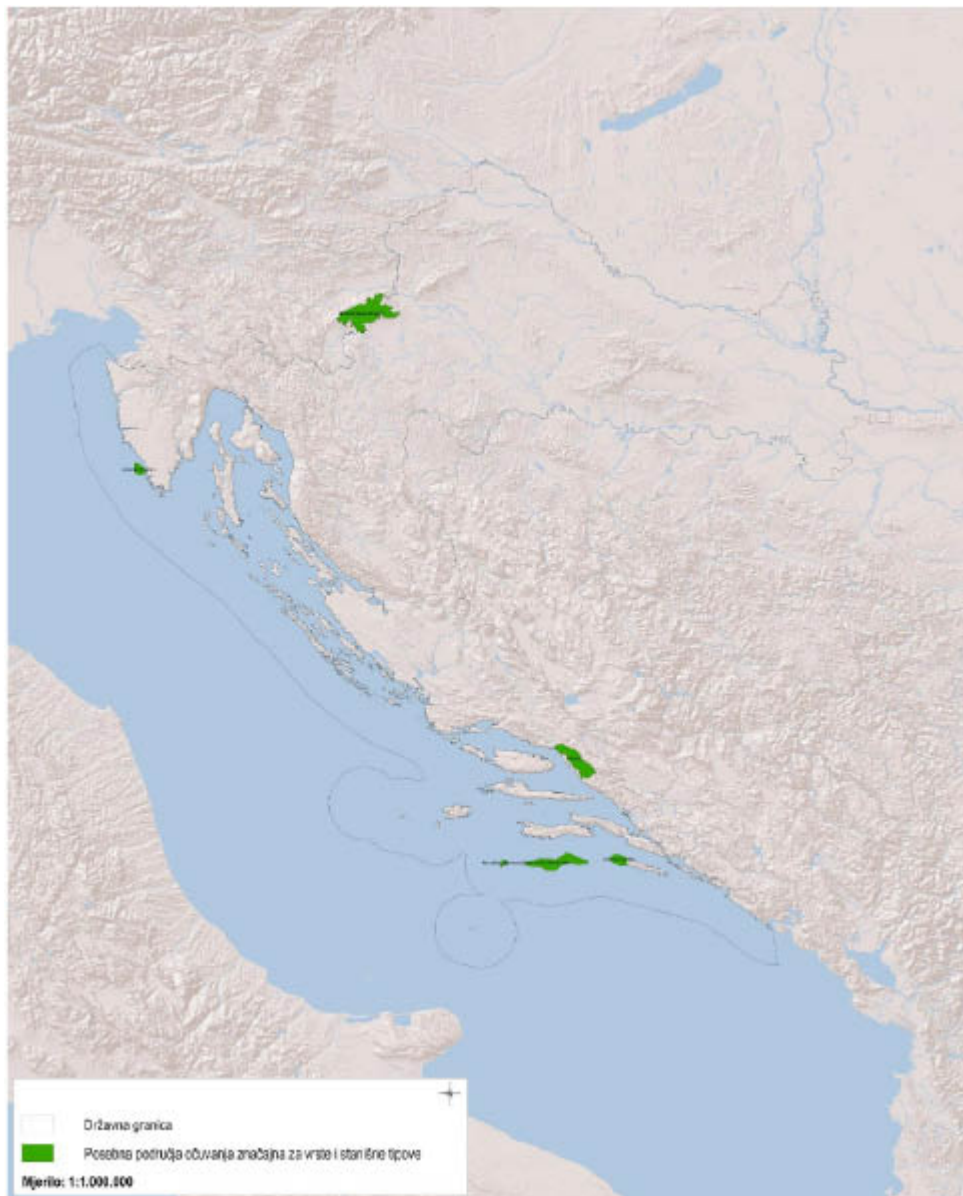 Državna granica
Posebna područja očuvanja značajna za vrste i stanišne tipove
Mjerilo: 1:1.000.000